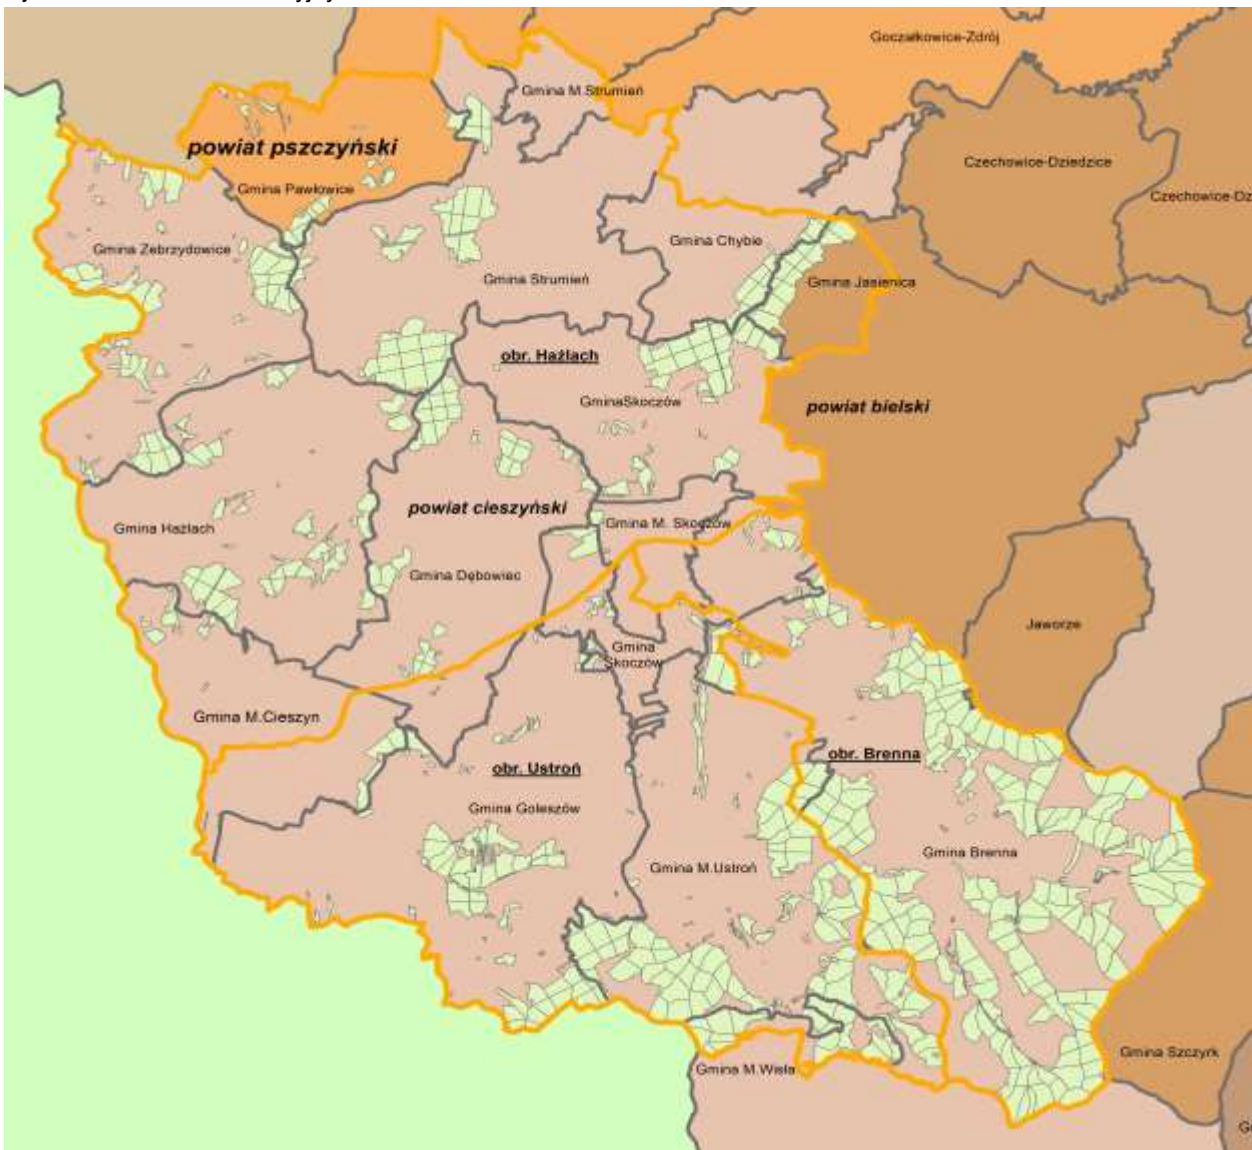 Goczałkowice-Zdrój
Gmina M.Strumień
powiat pszczyński
Czechowice-Dziedzice
Gmina Pawłowice
Czechowice-Dz
Gmina Zebrzydowice
Gmina Chybie
Gmina Strumień
Gmina Jasienica
obr. Hażlach
GminaSkoczów
powiat bielski
powiat cieszyński
Gmina M. Skoczów
Gmina Hażlach
Gmina Dębowiec
Jaworze
Gmina
Skoczów
Gmina M.Cieszyn
obr. Brenna
obr. Ustroń
Gmina Goleszów
Gmina Brenna
Gmina M.Ustroń
Gmina Szczyrk
Gmina M.Wisła